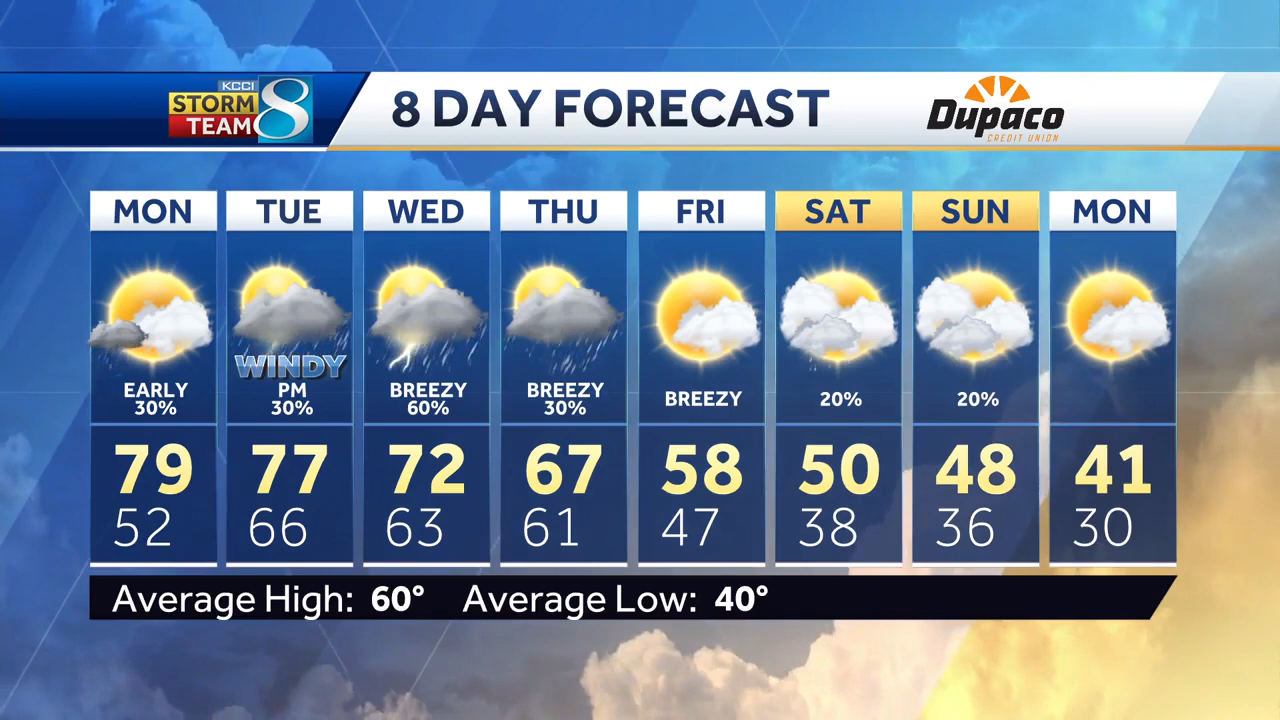 KCCI
STORM
TEAM
8
8 DAY FORECAST
Dupaco
CREDIT UNION
MON TUE WED THU FRI SAT SUN MON
WINDY
EARLY PM BREEZY BREEZY BREEZY 20% 20%
30% 30% 60% 30%
79 77 72 67 58 50 48 41
52 66 63 61 47 38 36 30
Average High: 60° Average Low: 40°